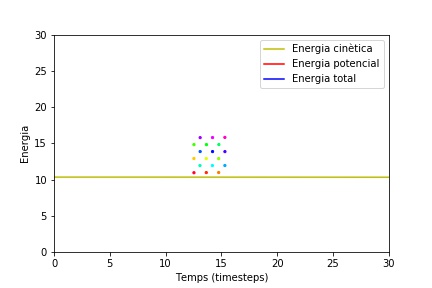 30
25
20
15
10
5
0
Energia
Energia cinètica
Energia potencial
Energia total
0 5 10 15 20 25 30
Temps (timesteps)